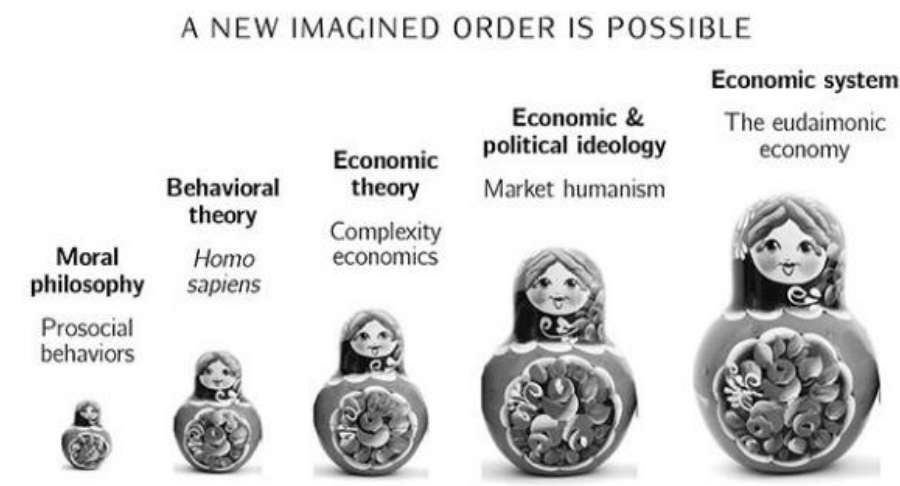 A NEW IMAGINED ORDER IS POSSIBLE
Moral
philosophy
Prosocial
behaviors
Behavioral
theory
Homo
sapiens
Economic
theory
Complexity
economics
Economic &
political ideology
Market humanism
Economic system
The eudaimonic
economy